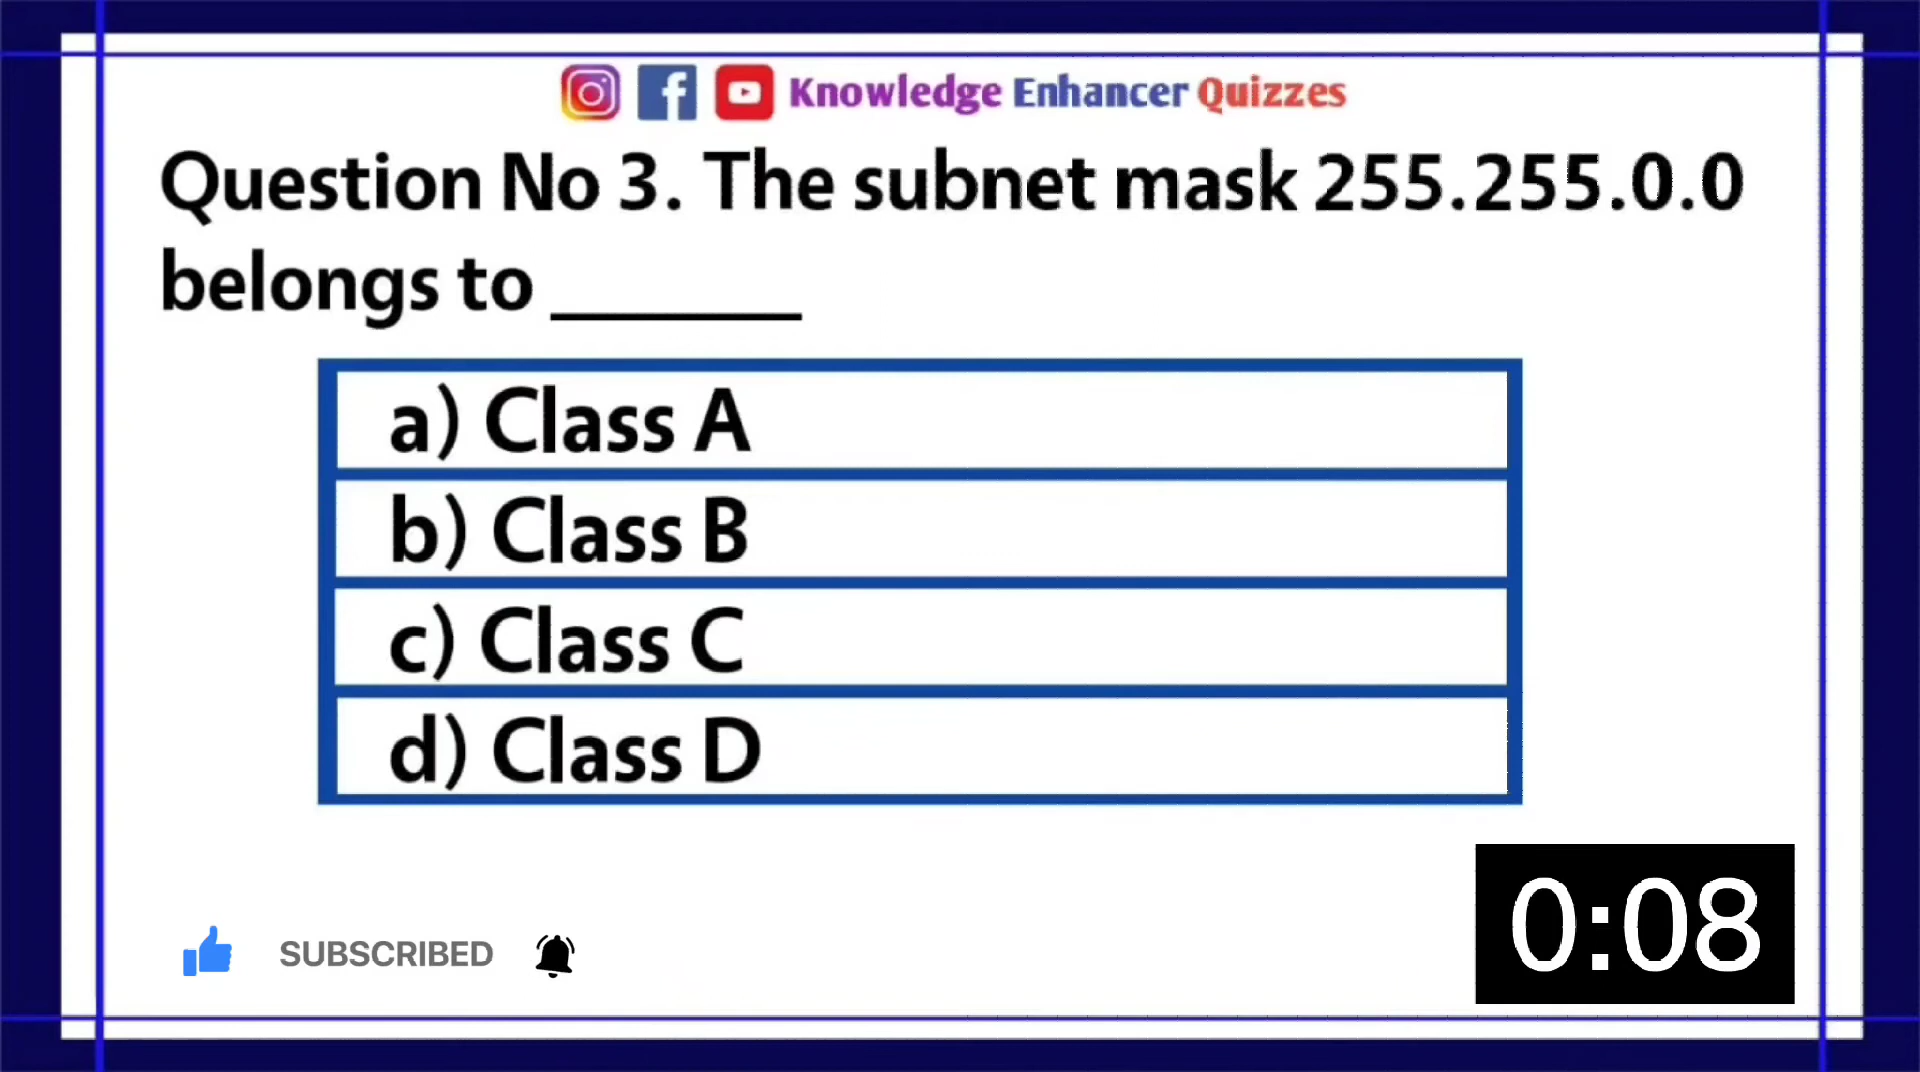 Knowledge Enhancer Quizzes
Question No 3. The subnet mask 255.255.0.0
belongs to _______
a) Class A
b) Class B
c) Class C
d) Class D
SUBSCRIBED
0:08